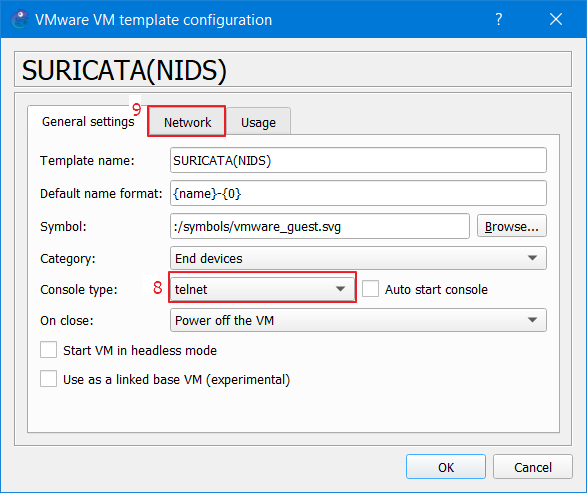 VMware VM template configuration
SURICATA(NIDS)
9
General settings Network Usage
Template name: SURICATA(NIDS)
Default name format: {name}-{0}
Symbol: :/symbols/vmware_guest.svg Browse...
Category: End devices
Console type: 8 telnet Auto start console
On close: Power off the VM
Start VM in headless mode
Use as a linked base VM (experimental)
OK Cancel